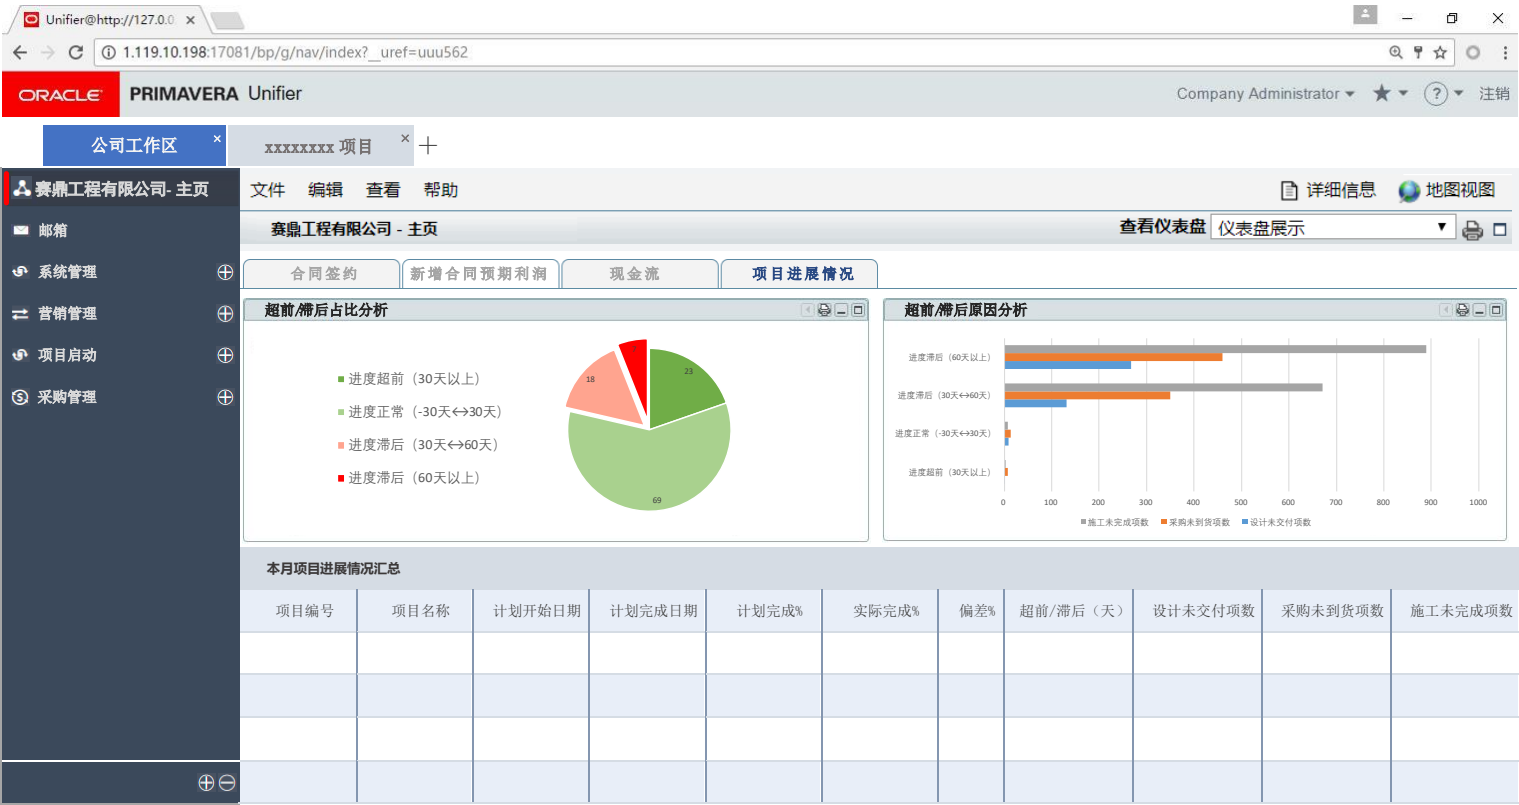 Unifier@http://127.0.0
1.119.10.198:17081/bp/g/nav/index?__uref=uuu562
ORACLE PRIMAVERA Unifier Company Administrator 注销
公司工作区 xxxxxxxx 项目
赛鼎工程有限公司- 主页 文件 编辑 查看 帮助 详细信息 地图视图
邮箱
赛鼎工程有限公司 - 主页 查看仪表盘 仪表盘展示
系统管理
营销管理
项目启动
采购管理
合同签约 新增合同预期利润 现金流 项目进展情况
超前/滞后占比分析
进度超前（30天以上）
进度正常（-30天<->30天）
进度滞后（30天<->60天）
进度滞后（60天以上）
18 23
69
超前/滞后原因分析
进度滞后（60天以上）
进度滞后（30天<->60天）
进度正常（-30天<->30天）
进度超前（30天以上）
0 100 200 300 400 500 600 700 800 900 1000
施工未完成项数 采购未到货项数 设计未交付项数
本月项目进展情况汇总
项目编号 项目名称 计划开始日期 计划完成日期 计划完成% 实际完成% 偏差% 超前/滞后（天） 设计未交付项数 采购未到货项数 施工未完成项数